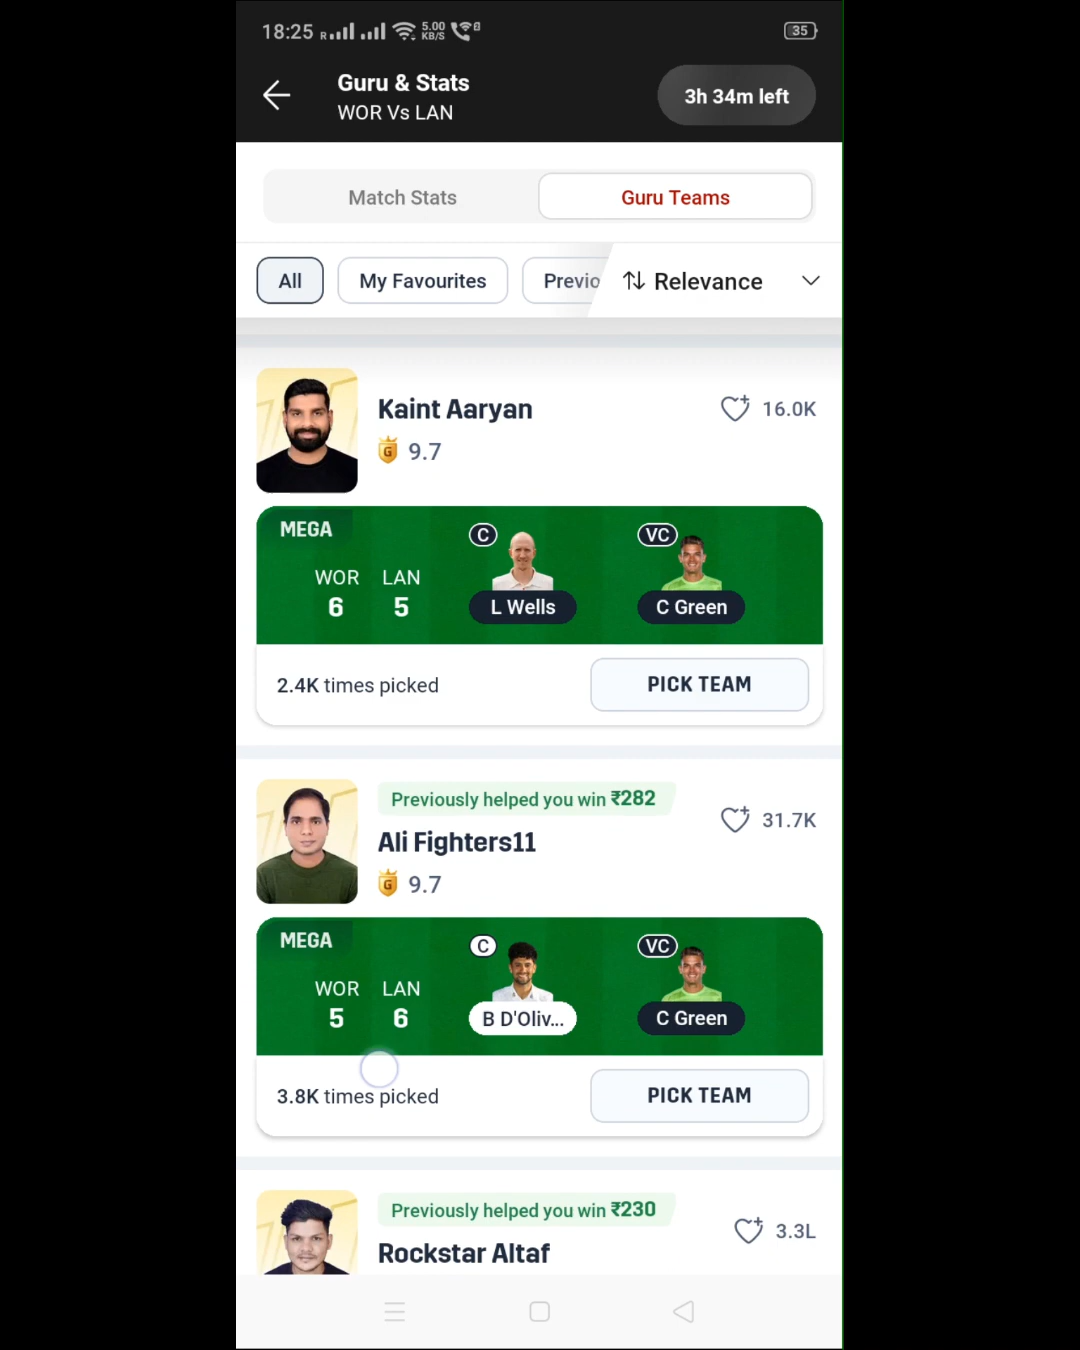 18:25 R 5.00 KB/S 35
Guru & Stats
WOR Vs LAN
3h 34m left
Match Stats Guru Teams
All My Favourites Previo Relevance
Kaint Aaryan 16.0K
G 9.7
MEGA C VC
WOR LAN
6 5 L Wells C Green
2.4K times picked PICK TEAM
Previously helped you win ₹282
Ali Fighters11 31.7K
G 9.7
MEGA C VC
WOR LAN
5 6 B D'Oliv... C Green
3.8K times picked PICK TEAM
Previously helped you win ₹230
Rockstar Altaf 3.3L